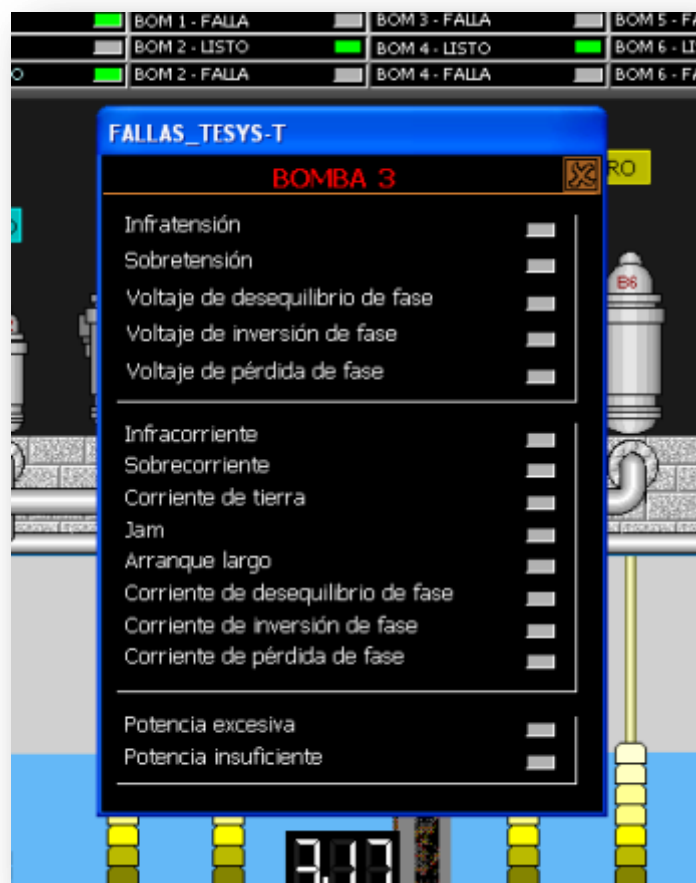 BOM 1 - FALLA
BOM 3 - FALLA
BOM 5 - F
BOM 2 - LISTO
BOM 4 - LISTO
BOM 6 - LI
BOM 2 - FALLA
BOM 4 - FALLA
BOM 6 - FA
FALLAS_TESYS-T
BOMBA 3
RO
B6
Infratensión
Sobretensión
Voltaje de desequilibrio de fase
Voltaje de inversión de fase
Voltaje de pérdida de fase
Infracorriente
Sobrecorriente
Corriente de tierra
Jam
Arranque largo
Corriente de desequilibrio de fase
Corriente de inversión de fase
Corriente de pérdida de fase
Potencia excesiva
Potencia insuficiente
3.17